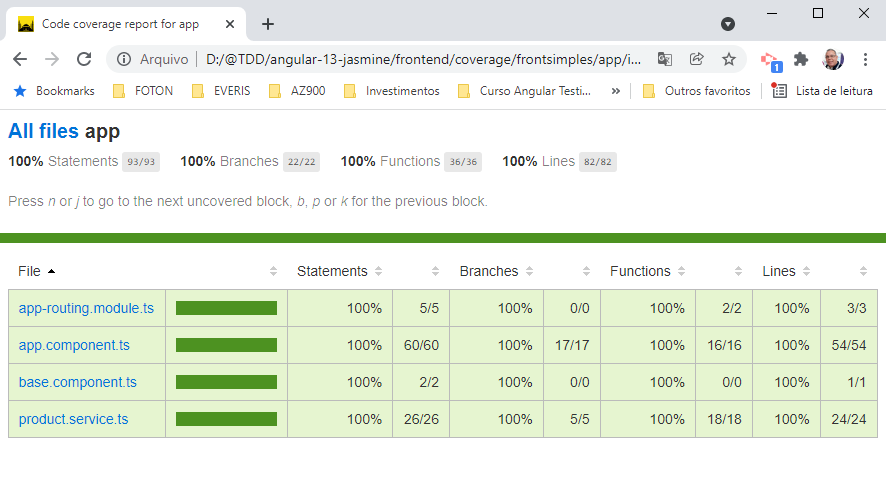 Code coverage report for app
Arquivo | D:/@TDD/angular-13-jasmine/frontend/coverage/frontsimples/app/i...
1
Bookmarks FOTON EVERIS AZ900 Investimentos Curso Angular Testi... » Outros favoritos Lista de leitura
All files app
100% Statements 93/93 100% Branches 22/22 100% Functions 36/36 100% Lines 82/82
Press n or j to go to the next uncovered block, b, p or k for the previous block.
File Statements Branches Functions Lines
app-routing.module.ts 100% 5/5 100% 0/0 100% 2/2 100% 3/3
app.component.ts 100% 60/60 100% 17/17 100% 16/16 100% 54/54
base.component.ts 100% 2/2 100% 0/0 100% 0/0 100% 1/1
product.service.ts 100% 26/26 100% 5/5 100% 18/18 100% 24/24